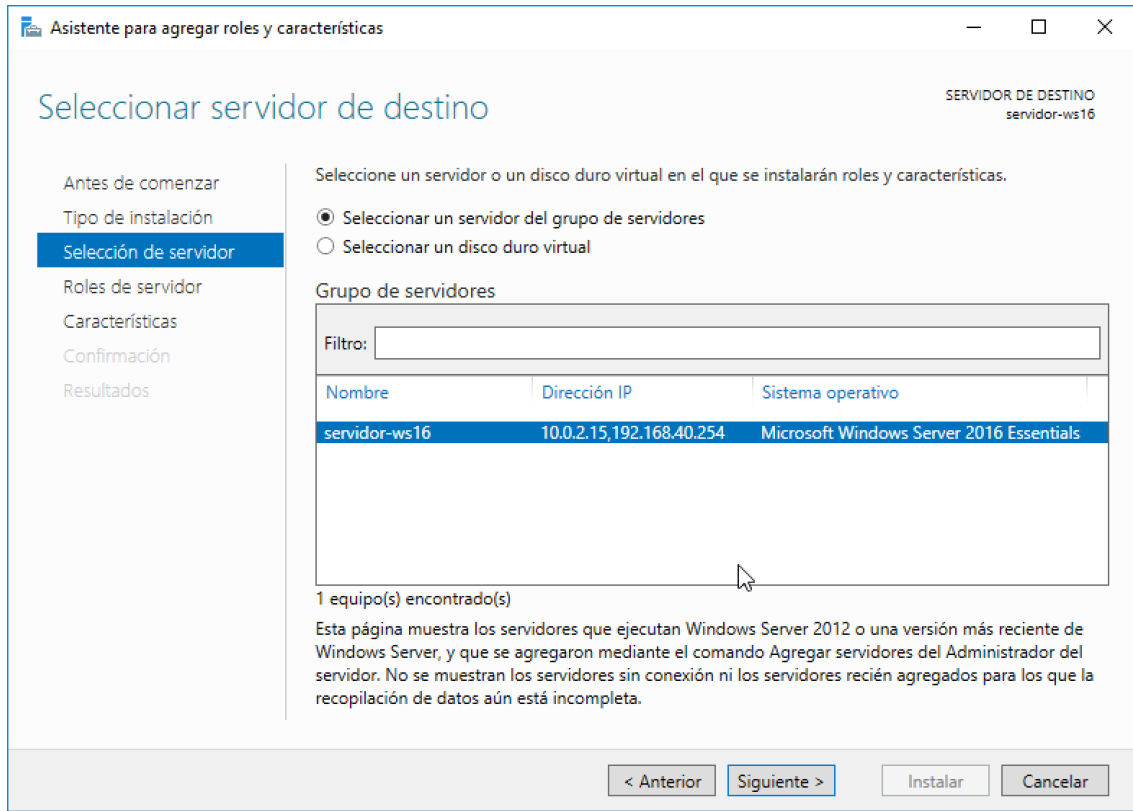 Asistente para agregar roles y características
Seleccionar servidor de destino
SERVIDOR DE DESTINO
servidor-ws16
Antes de comenzar
Tipo de instalación
Selección de servidor
Roles de servidor
Características
Confirmación
Resultados
Seleccione un servidor o un disco duro virtual en el que se instalarán roles y características.
Seleccionar un servidor del grupo de servidores
Seleccionar un disco duro virtual
Grupo de servidores
Filtro:
Nombre Dirección IP Sistema operativo
servidor-ws16 10.0.2.15,192.168.40.254 Microsoft Windows Server 2016 Essentials
1 equipo(s) encontrado(s)
Esta página muestra los servidores que ejecutan Windows Server 2012 o una versión más reciente de
Windows Server, y que se agregaron mediante el comando Agregar servidores del Administrador del
servidor. No se muestran los servidores sin conexión ni los servidores recién agregados para los que la
recopilación de datos aún está incompleta.
< Anterior Siguiente > Instalar Cancelar